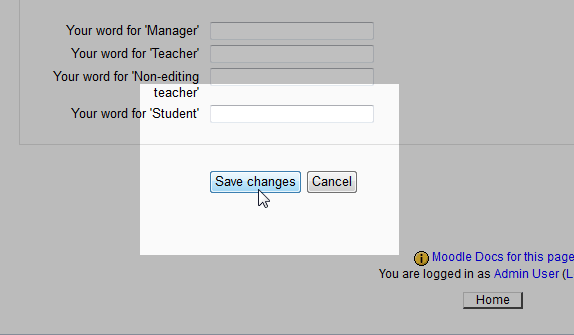 Your word for 'Manager'
Your word for 'Teacher'
Your word for 'Non-editing
teacher'
Your word for 'Student'
Save changes Cancel
Moodle Docs for this page
You are logged in as Admin User (L
Home